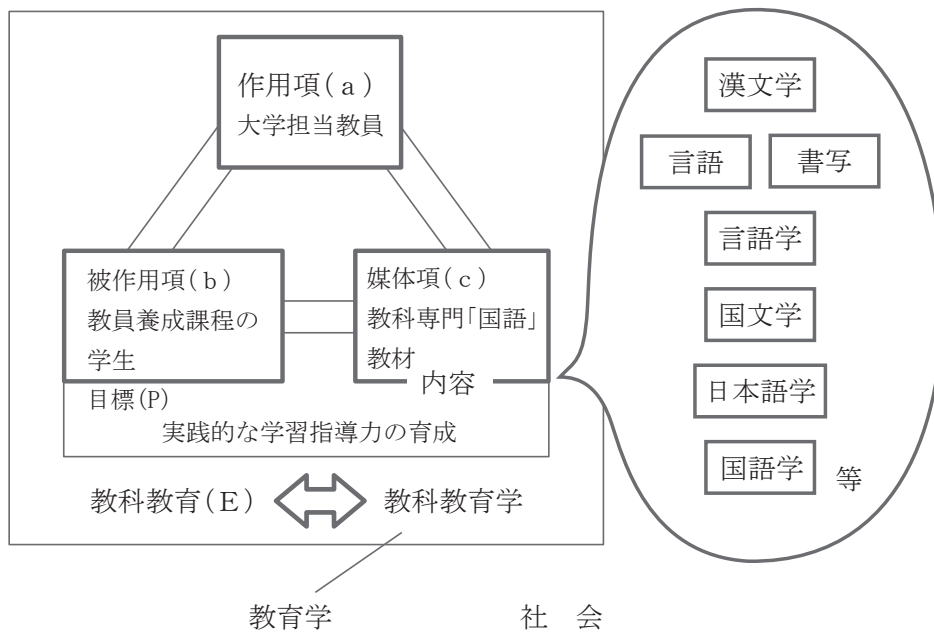 作用項(a)
大学担当教員
被作用項(b)
教員養成課程の
学生
媒体項(c)
教科専門「国語」
教材
内容
目標(P)
実践的な学習指導力の育成
教科教育(E)
教科教育学
教育学
社 会
漢文学
言語
書写
言語学
国文学
日本語学
国語学
等